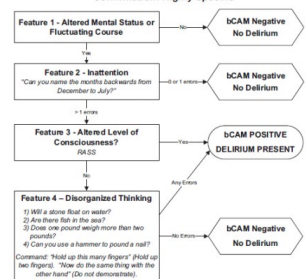 Feature 1 - Altered Mental Status or
Fluctuating Course
No
bCAM Negative
No Delirium
Yes
Feature 2 - Inattention
"Can you name the months backwards from
December to July?"
0 or 1 errors
bCAM Negative
No Delirium
> 1 errors
Feature 3 - Altered Level of
Consciousness?
RASS
Yes
bCAM POSITIVE
DELIRIUM PRESENT
No
Any Errors
Feature 4 – Disorganized Thinking
1) Will a stone float on water?
2) Are there fish in the sea?
3) Does one pound weigh more than two
pounds?
4) Can you use a hammer to pound a nail?
Command: "Hold up this many fingers" (Hold up
two fingers). "Now do the same thing with the
other hand" (Do not demonstrate).
No Errors
bCAM Negative
No Delirium